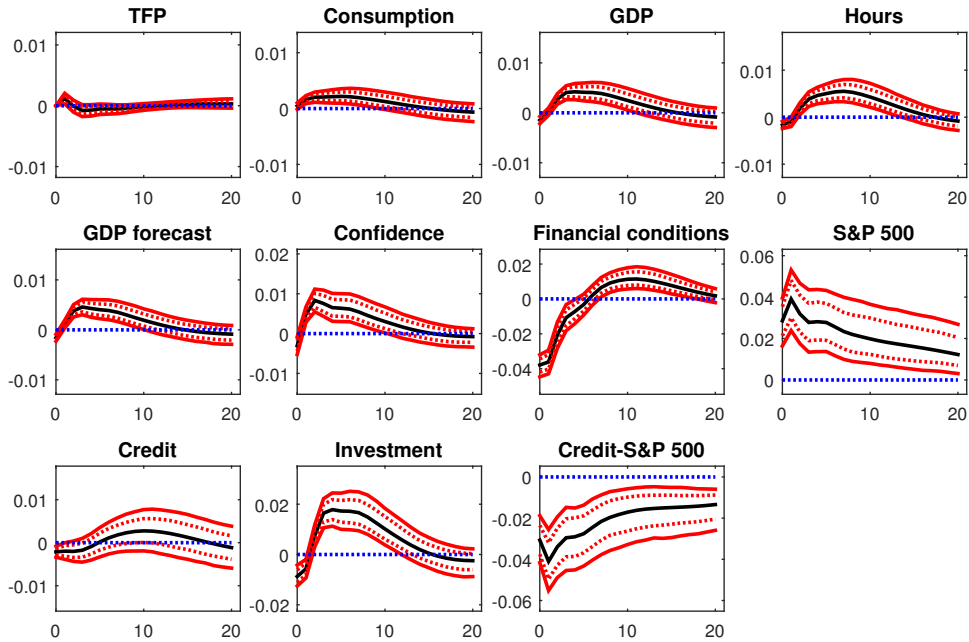 TFP Consumption GDP Hours
0.01 0.01 0.01 0.01
0 0 0 0
-0.01 -0.01 -0.01 -0.01
0 10 20 0 10 20 0 10 20 0 10 20
GDP forecast Confidence Financial conditions S&P 500
0.01 0.02 0.02 0.06
0 0.01 0 0.04
-0.01 0 -0.02 0.02
-0.01 -0.04 0
0 10 20 0 10 20 0 10 20 0 10 20
Credit Investment Credit-S&P 500
0.01 0.02 0
0 0 -0.02
-0.01 -0.02 -0.04
-0.06
0 10 20 0 10 20 0 10 20